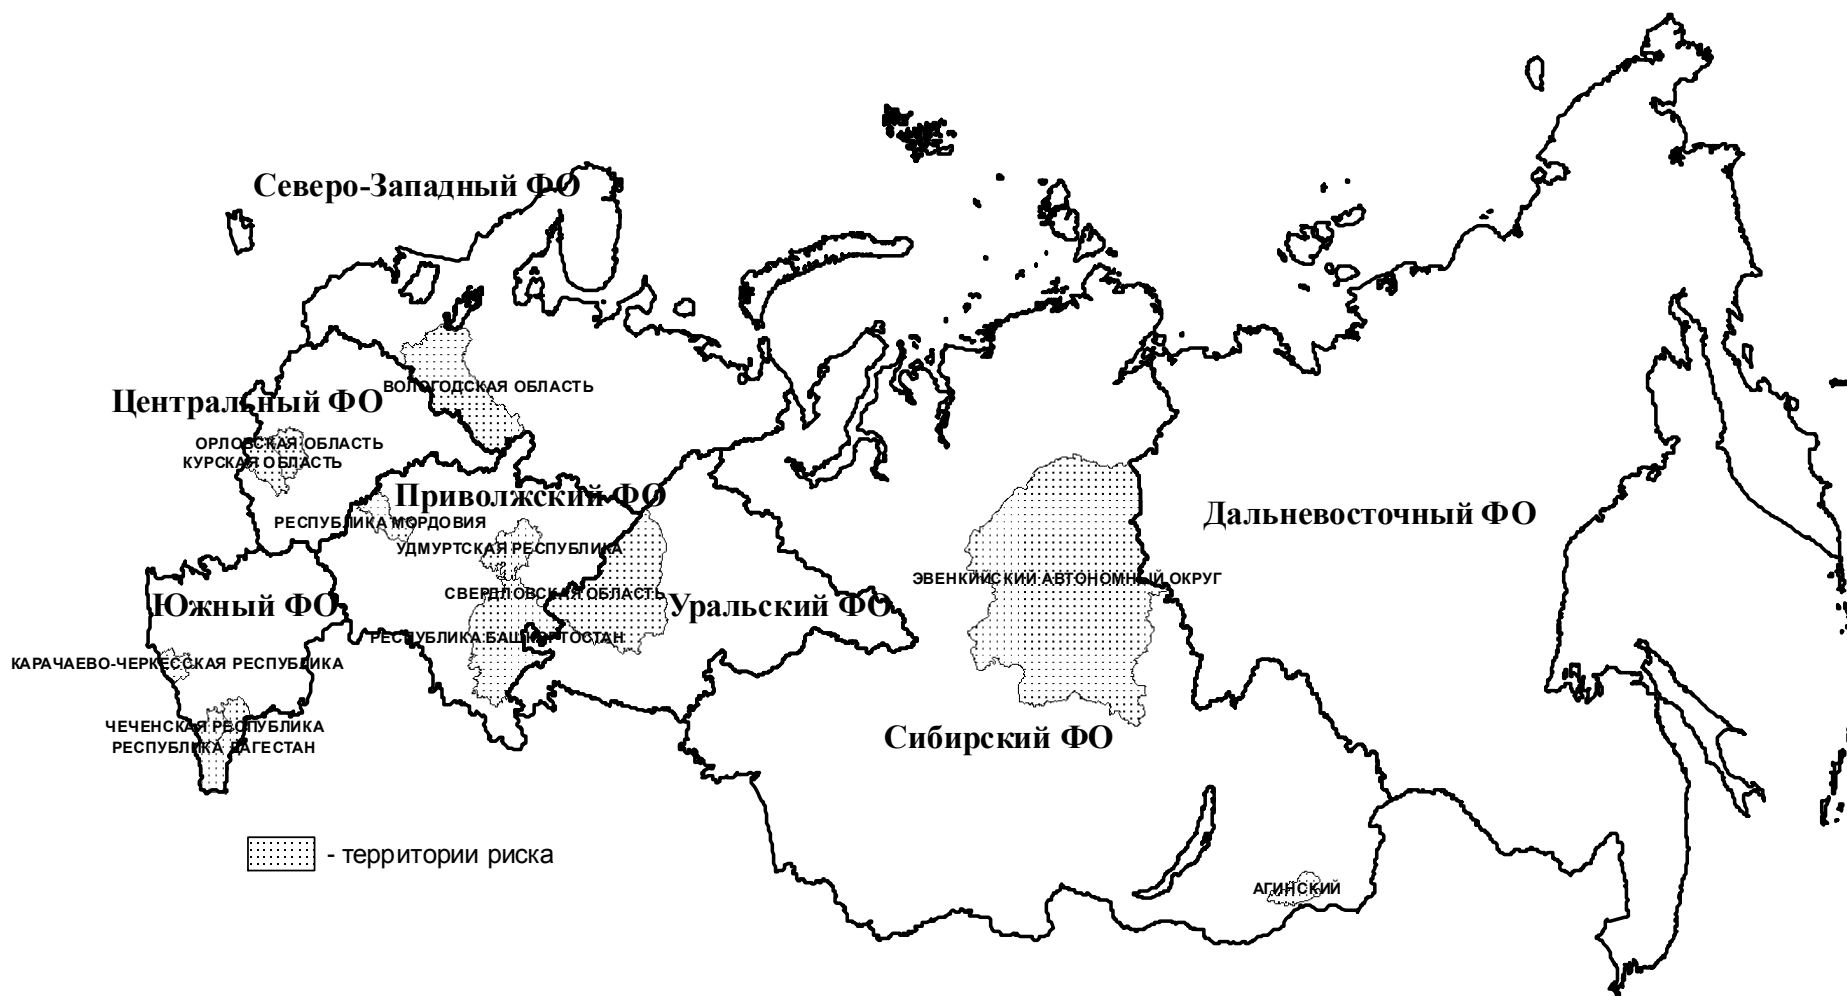 Северо-Западный ФО
ВОЛОГОДСКАЯ ОБЛАСТЬ
Центральный ФО
ОРЛОВСКАЯ ОБЛАСТЬ
КУРСКАЯ ОБЛАСТЬ
Приволжский ФО
РЕСПУБЛИКА МОРДОВИЯ
Дальневосточный ФО
УДМУРТСКАЯ РЕСПУБЛИКА
ЭВЕНКИЙСКИЙ АВТОНОМНЫЙ ОКРУГ
СВЕРДЛОВСКАЯ ОБЛАСТЬ
Южный ФО
Уральский ФО
РЕСПУБЛИКА БАШКОРТОСТАН
КАРАЧАЕВО-ЧЕРКЕССКАЯ РЕСПУБЛИКА
ЧЕЧЕНСКАЯ РЕСПУБЛИКА
Сибирский ФО
РЕСПУБЛИКА ДАГЕСТАН
- территории риска
АГИНСКИЙ